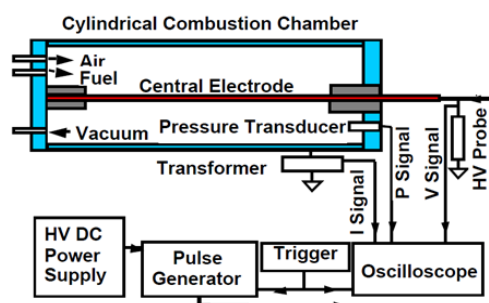 Cylindrical Combustion Chamber
Air
Fuel
Central Electrode
Vacuum
Pressure Transducer
Transformer
I Signal
P Signal
V Signal
HV Probe
HV DC
Power
Supply
Pulse
Generator
Trigger
Oscilloscope